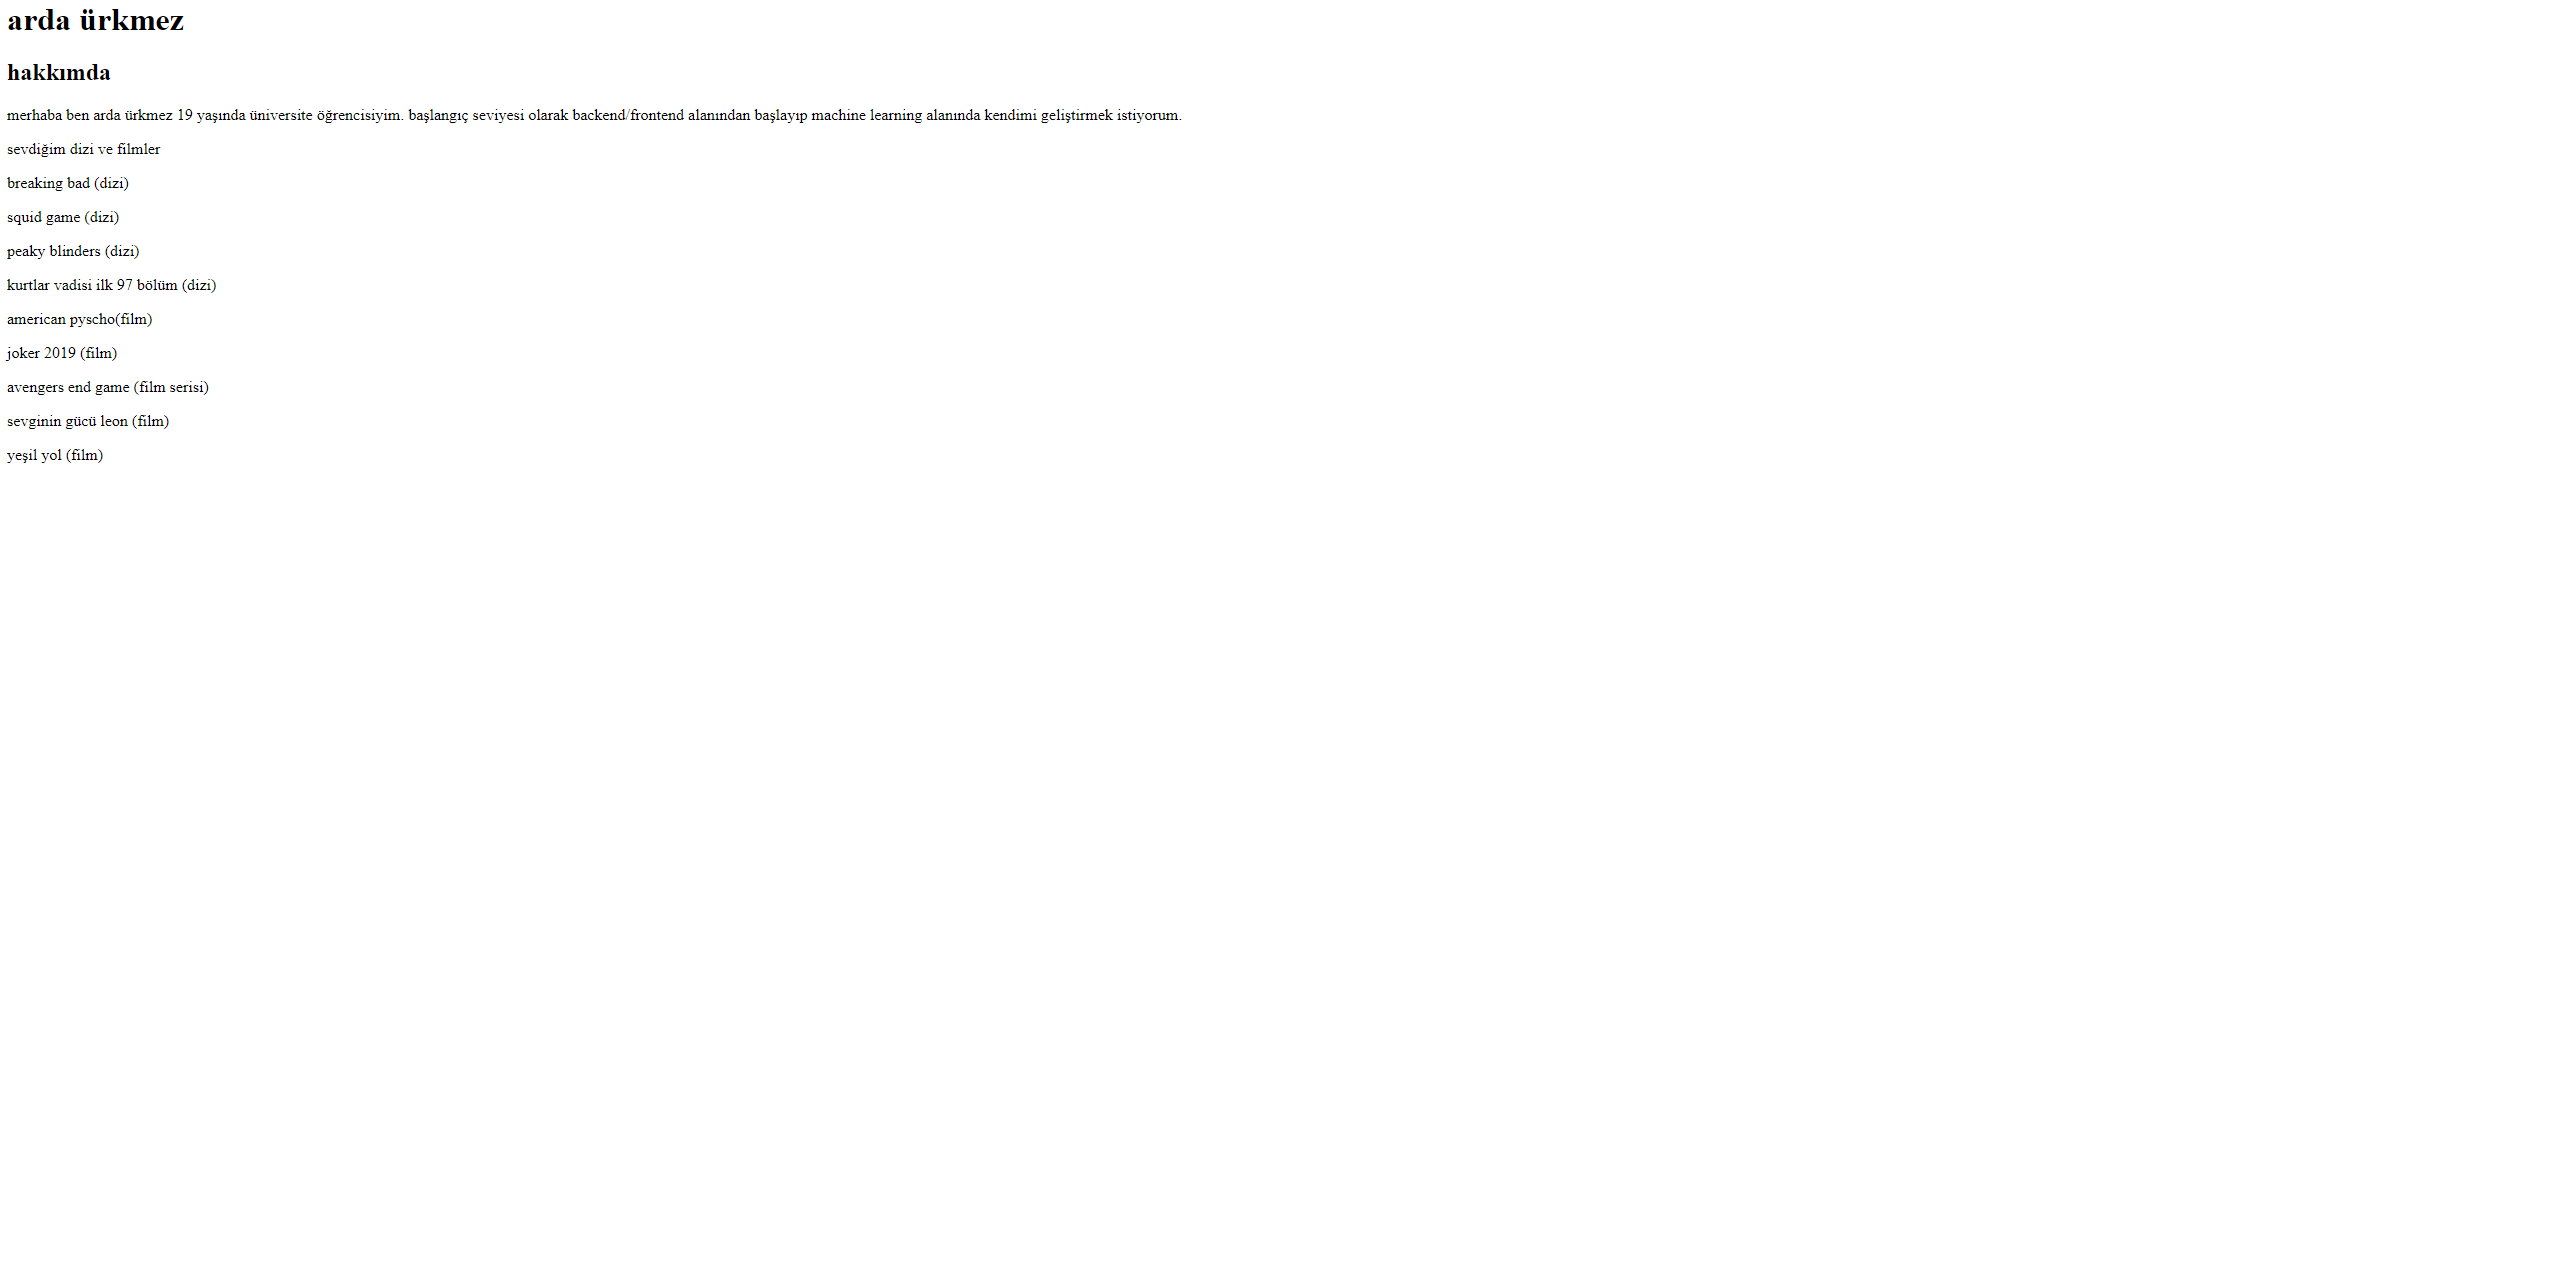 arda ürkmez
hakkımda
merhaba ben arda ürkmez 19 yaşında üniversite öğrencisiyim. başlangıç seviyesi olarak backend/frontend alanından başlayıp machine learning alanında kendimi geliştirmek istiyorum.
sevdiğim dizi ve filmler
breaking bad (dizi)
squid game (dizi)
peaky blinders (dizi)
kurtlar vadisi ilk 97 bölüm (dizi)
american pyscho(film)
joker 2019 (film)
avengers end game (film serisi)
sevginin gücü leon (film)
yeşil yol (film)